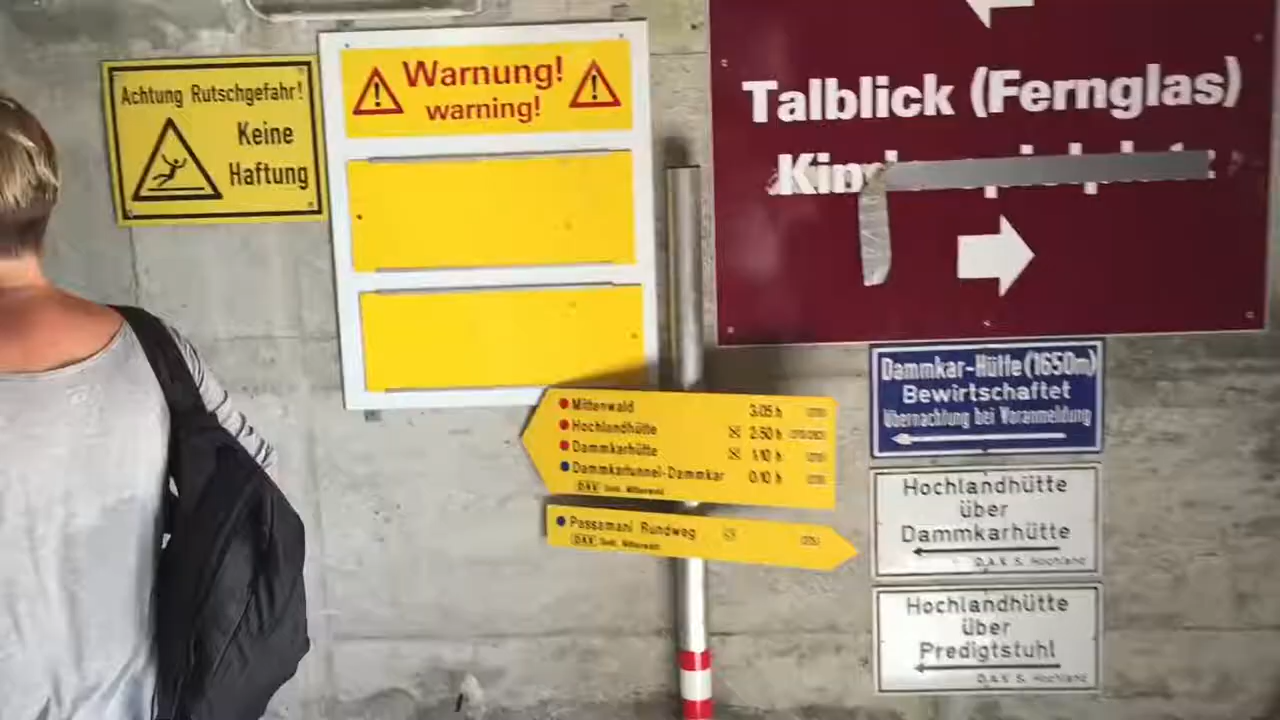 Achtung Rutschgefahr!
Keine
Haftung
Warnung!
warning!
Talblick (Fernglas)
Mittenwald 3.05 h
Hochlandhütte 2.50 h
Dammkarhütte 1.10 h
Dammkartunnel-Dammkar 0.10 h
DAV Sekt. Mittenwald
Passamani Rundweg
DAV Sekt. Mittenwald
Dammkar-Hütte (1650m)
Bewirtschaftet
Übernachtung bei Voranmeldung
Hochlandhütte
über
Dammkarhütte
D.A.V. S. Hochland
Hochlandhütte
über
Predigtstuhl
D.A.V. S. Hochland